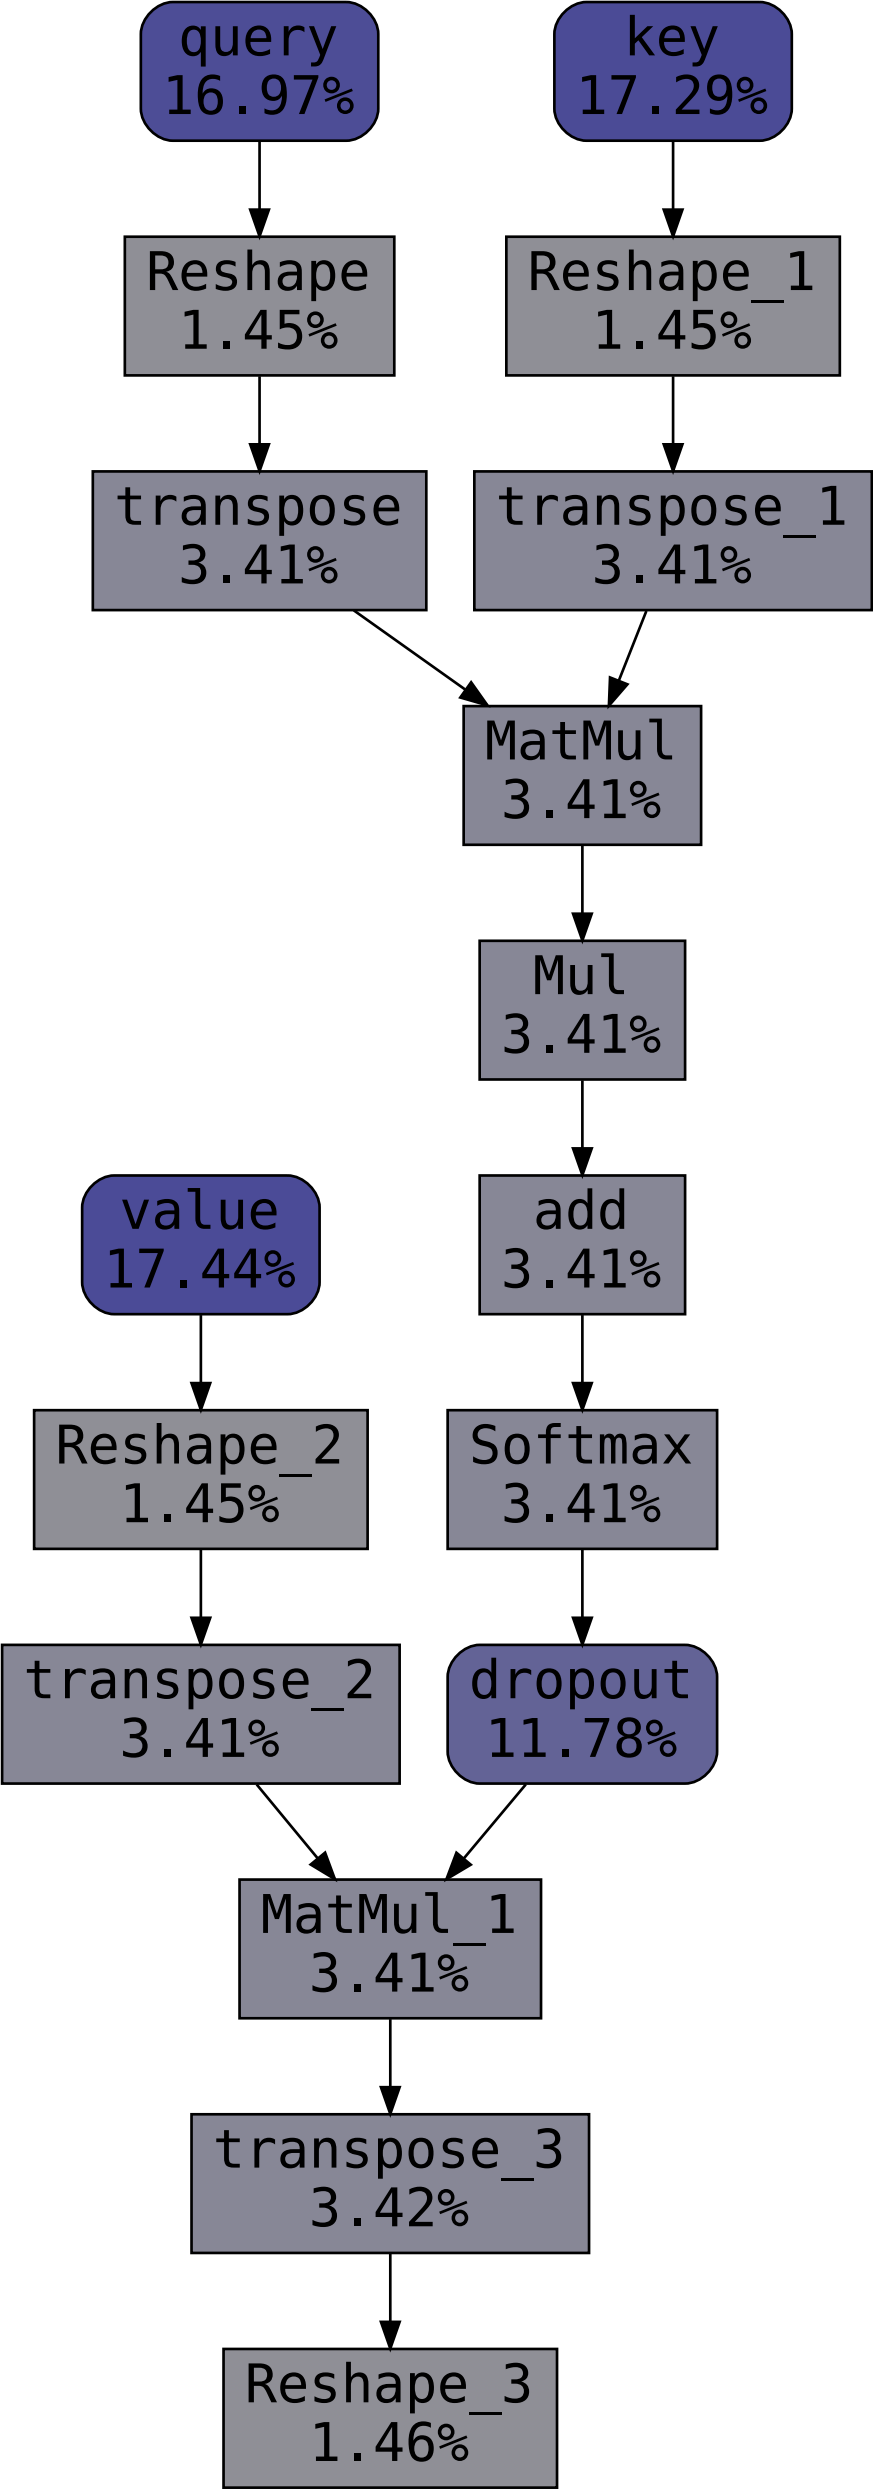 query
16.97%
key
17.29%
Reshape
1.45%
Reshape_1
1.45%
transpose
3.41%
transpose_1
3.41%
MatMul
3.41%
Mul
3.41%
value
17.44%
add
3.41%
Reshape_2
1.45%
Softmax
3.41%
transpose_2
3.41%
dropout
11.78%
MatMul_1
3.41%
transpose_3
3.42%
Reshape_3
1.46%